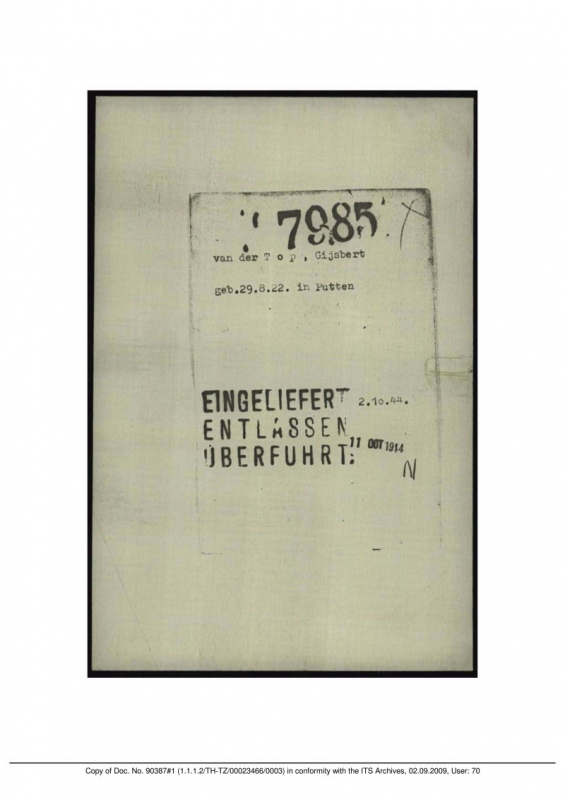 7985
van der T o p , Gijsbert
geb.29.8.22. in Putten
EINGELIEFERT 2.10.44.
ENTLASSEN
ÜBERFUHRT: 11 OCT 1944
N
Copy of Doc. No. 90387#1 (1.1.1.2/TH-TZ/00023466/0003) in conformity with the ITS Archives, 02.09.2009, User: 70